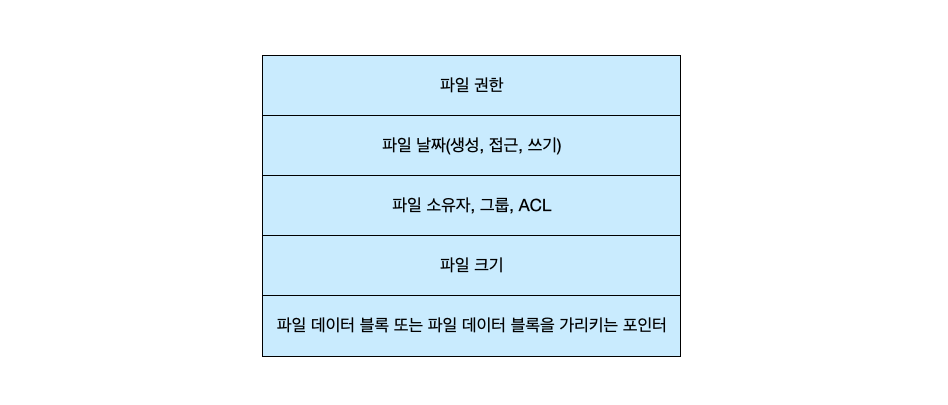 파일 권한
파일 날짜(생성, 접근, 쓰기)
파일 소유자, 그룹, ACL
파일 크기
파일 데이터 블록 또는 파일 데이터 블록을 가리키는 포인터